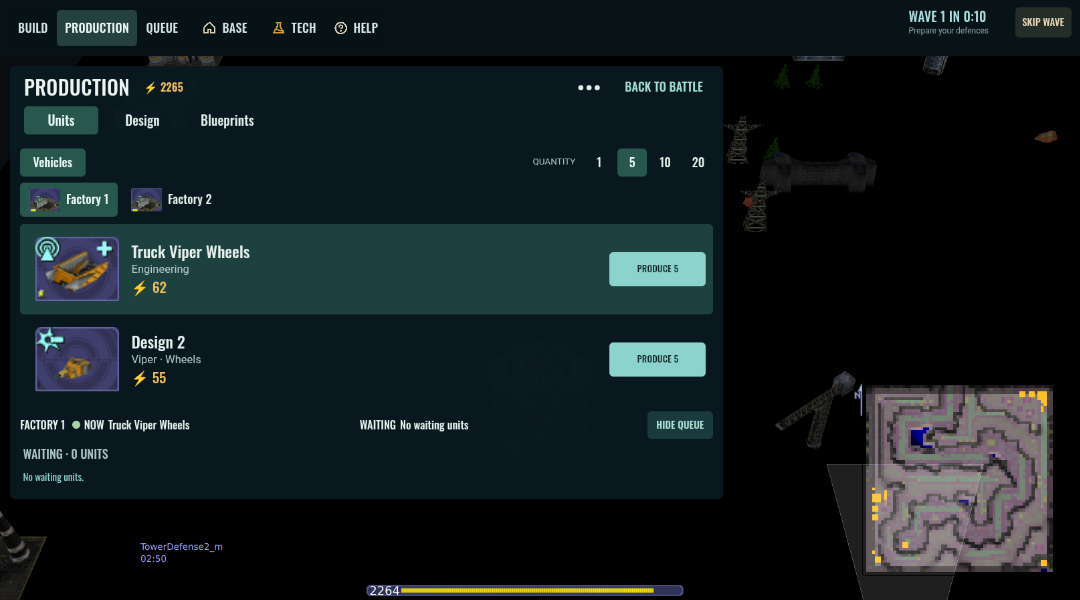 BUILD PRODUCTION QUEUE BASE TECH HELP
WAVE 1 IN 0:10
Prepare your defences
SKIP WAVE
PRODUCTION 2265 BACK TO BATTLE
Units Design Blueprints
Vehicles QUANTITY 1 5 10 20
Factory 1 Factory 2
Truck Viper Wheels
Engineering
62
PRODUCE 5
Design 2
Viper · Wheels
55
PRODUCE 5
FACTORY 1 NOW Truck Viper Wheels WAITING No waiting units HIDE QUEUE
WAITING · 0 UNITS
No waiting units.
N
TowerDefense2_m
02:50
2264